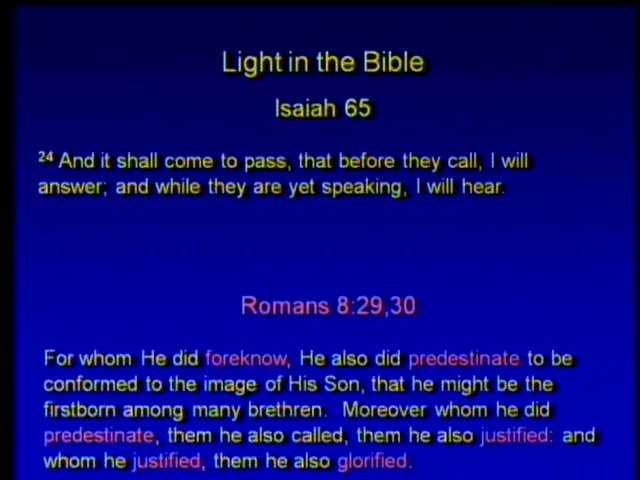 Light in the Bible
Isaiah 65
24 And it shall come to pass, that before they call, I will
answer; and while they are yet speaking, I will hear.
Romans 8:29,30
For whom He did foreknow, He also did predestinate to be
conformed to the image of His Son, that he might be the
firstborn among many brethren. Moreover whom he did
predestinate, them he also called, them he also justified: and
whom he justified, them he also glorified.